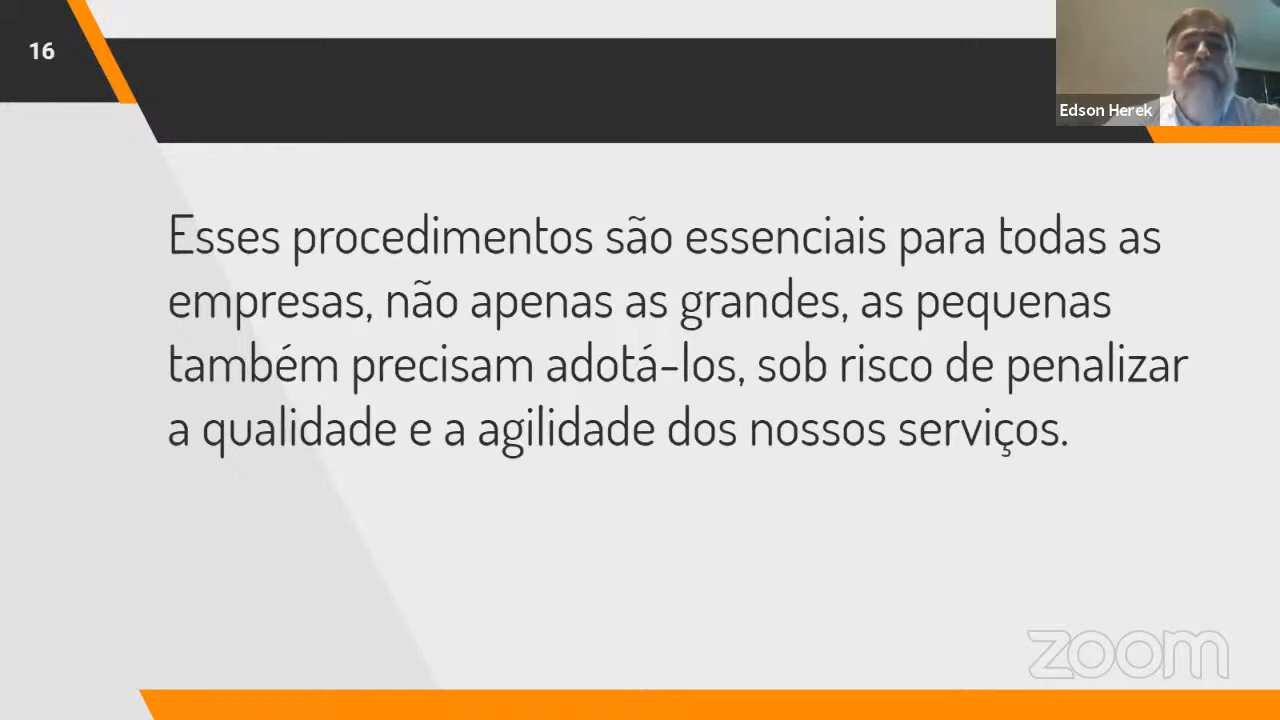 16
Edson Herek
Esses procedimentos são essenciais para todas as
empresas, não apenas as grandes, as pequenas
também precisam adotá-los, sob risco de penalizar
a qualidade e a agilidade dos nossos serviços.
zoom